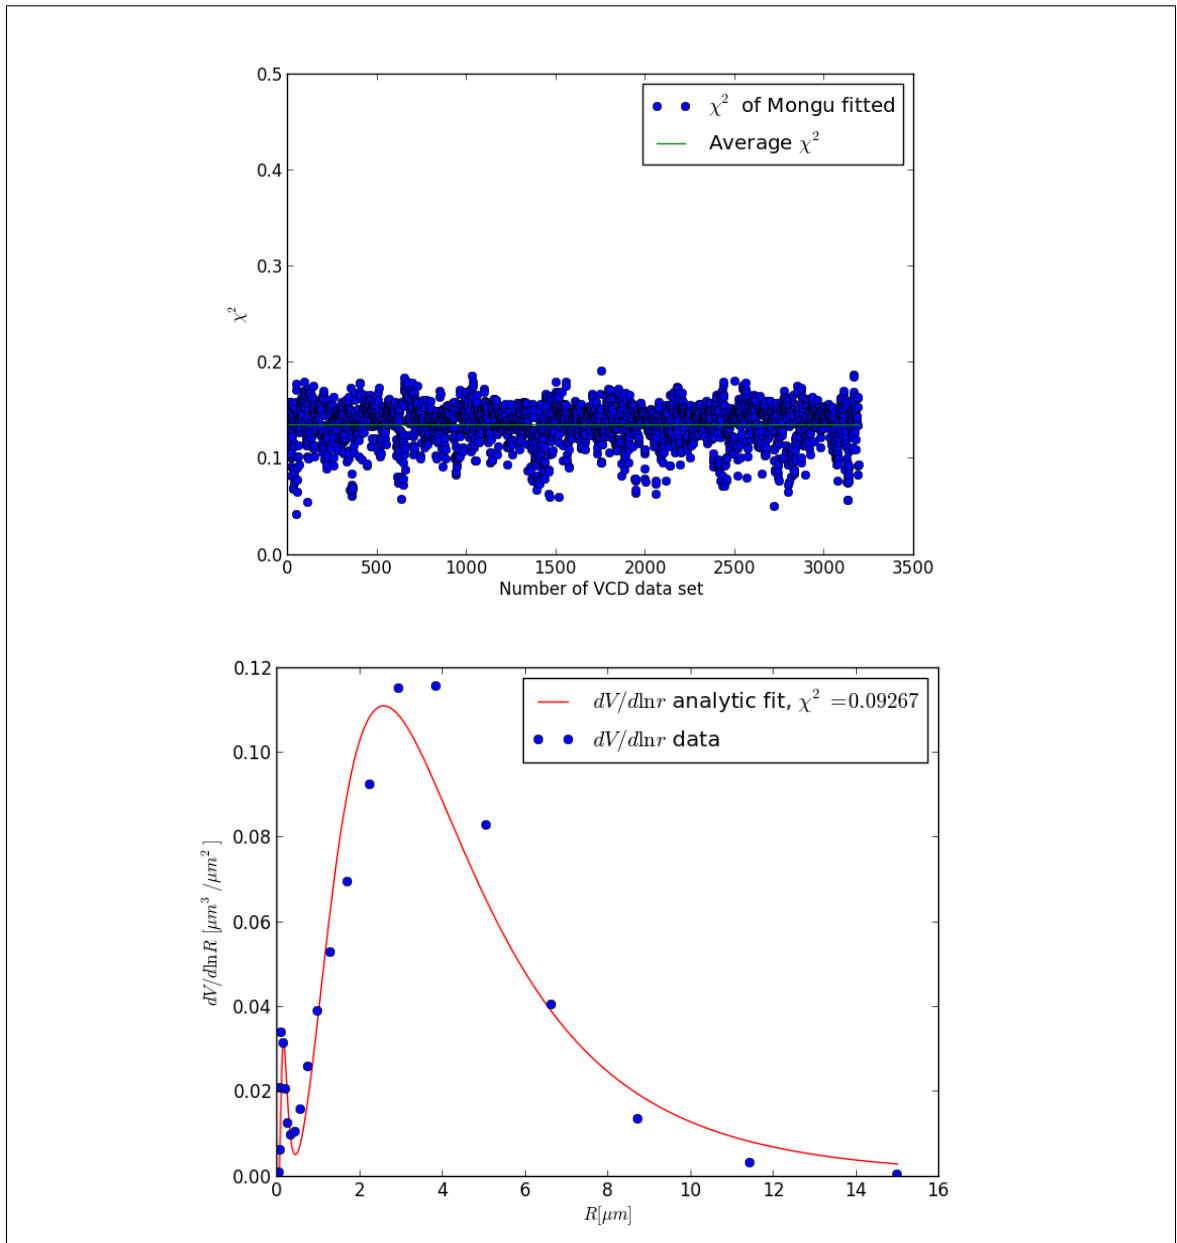 0.5
χ² of Mongu fitted
Average χ²
0.4
0.3
χ²
0.2
0.1
0.0
0 500 1000 1500 2000 2500 3000 3500
Number of VCD data set
0.12
dV/dlnr analytic fit, χ² =0.09267
dV/dlnr data
0.10
0.08
dV/dlnR [μm³/μm²]
0.06
0.04
0.02
0.00
0 2 4 6 8 10 12 14 16
R[μm]